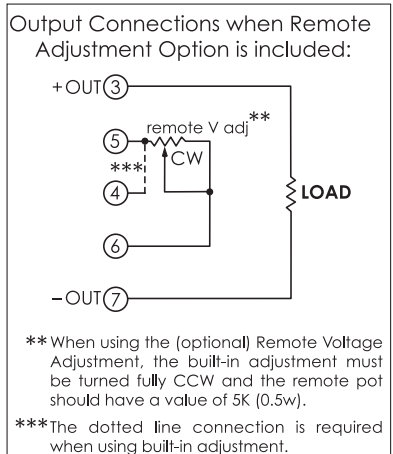 Output Connections when Remote
Adjustment Option is included:
+OUT 3
5 remote V adj**
*** CW
4
LOAD
6
−OUT 7
** When using the (optional) Remote Voltage
Adjustment, the built-in adjustment must
be turned fully CCW and the remote pot
should have a value of 5K (0.5w).
*** The dotted line connection is required
when using built-in adjustment.